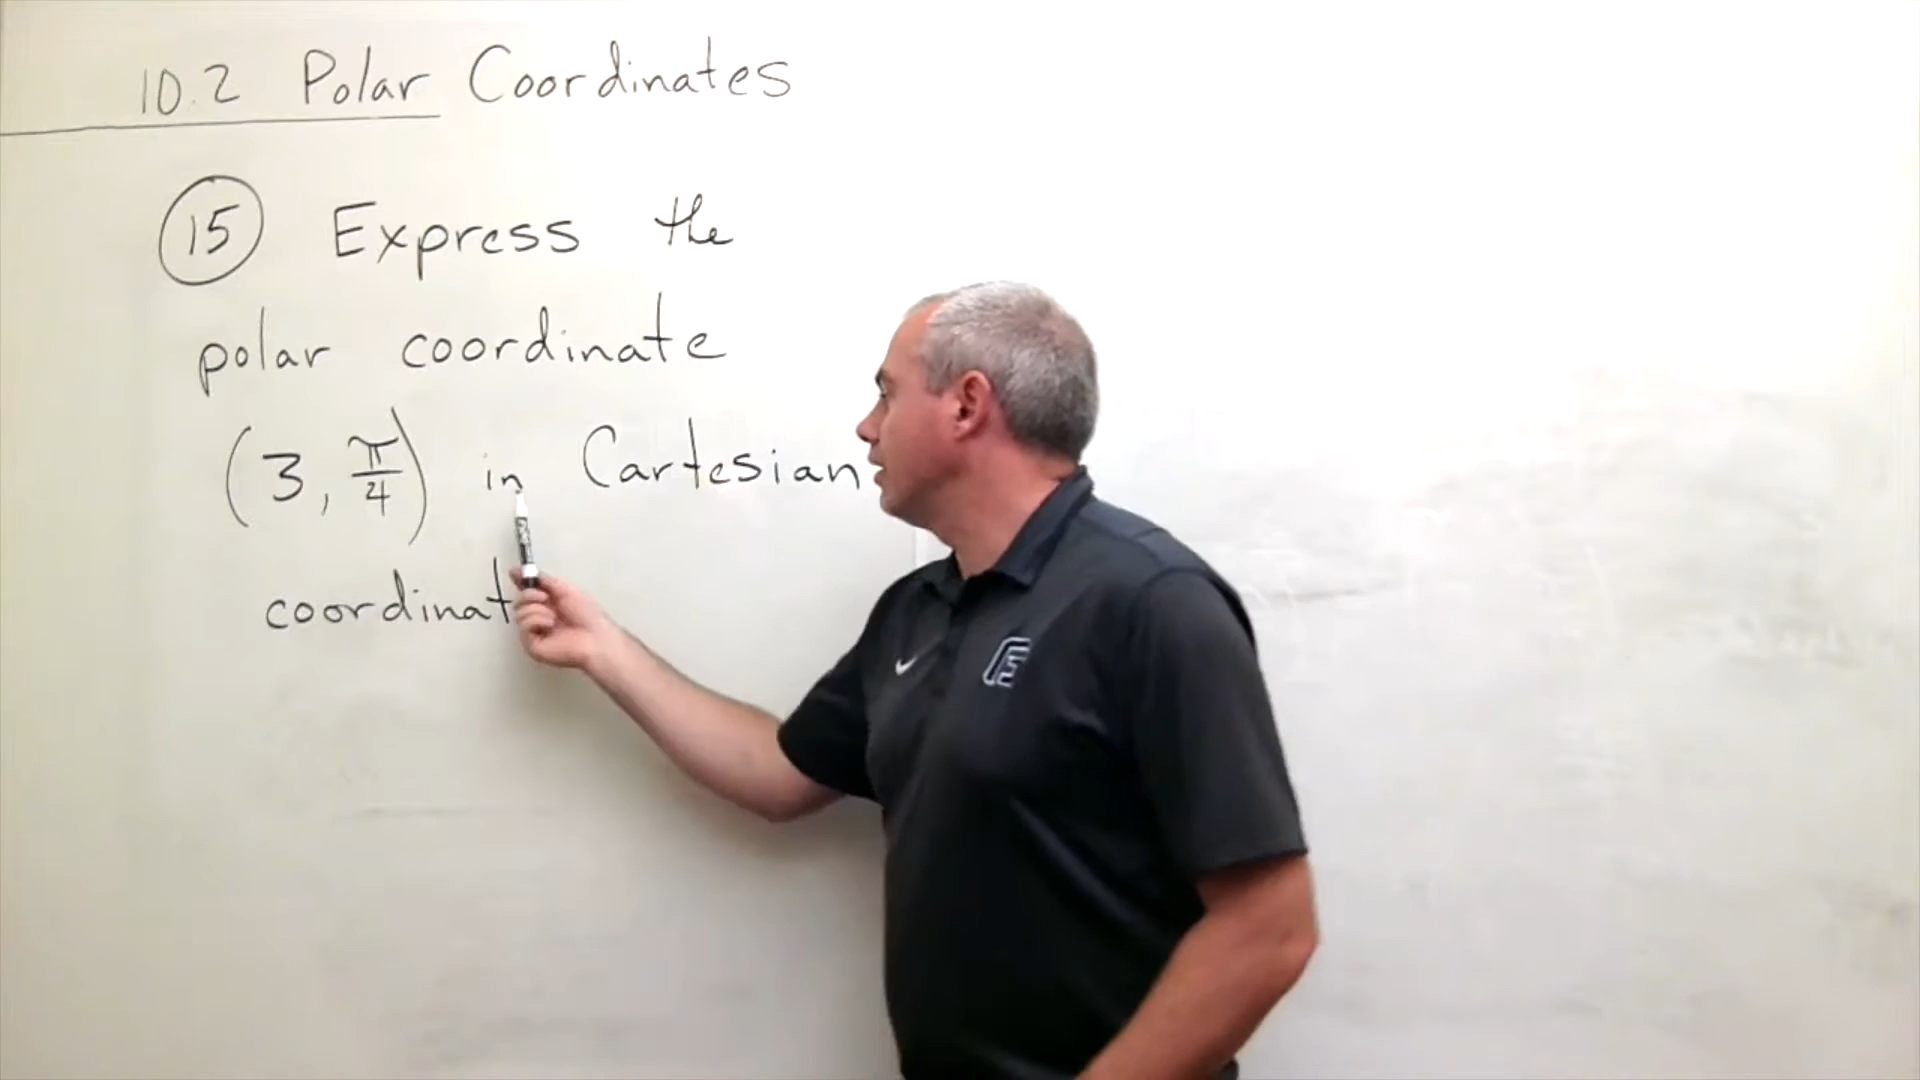 10.2 Polar Coordinates
15 Express the
polar coordinate
(3, π/4) in Cartesian
coordinat